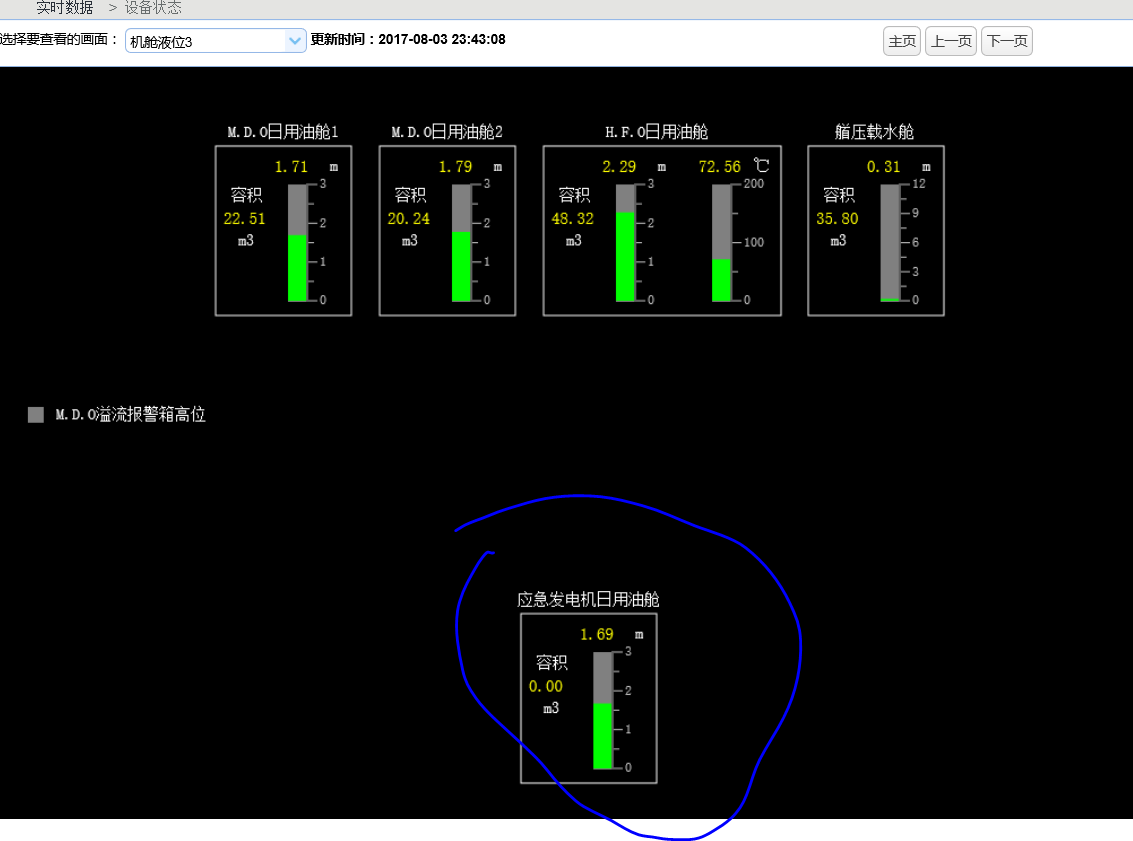 实时数据 > 设备状态
选择要查看的画面： 机舱液位3 更新时间：2017-08-03 23:43:08 主页 上一页 下一页
M.D.O日用油舱1 M.D.O日用油舱2 H.F.O日用油舱 艏压载水舱
1.71 m 1.79 m 2.29 m 72.56 ℃ 0.31 m
容积 3 容积 3 容积 3 200 容积 12
22.51 2 20.24 2 48.32 2 35.80 9
m3 m3 m3 100 m3 6
1 1 1 3
0 0 0 0 0
M.D.O溢流报警箱高位
应急发电机日用油舱
1.69 m
容积 3
0.00 2
m3
1
0